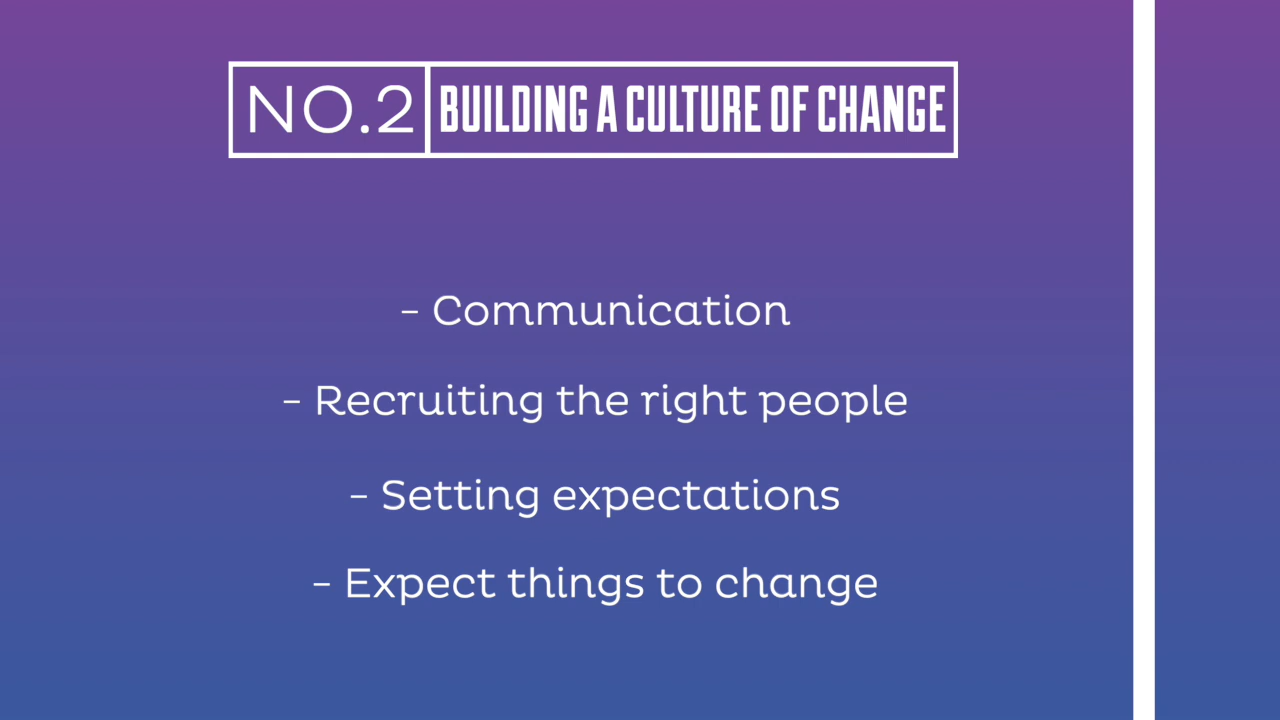 NO.2 BUILDING A CULTURE OF CHANGE
- Communication
- Recruiting the right people
- Setting expectations
- Expect things to change